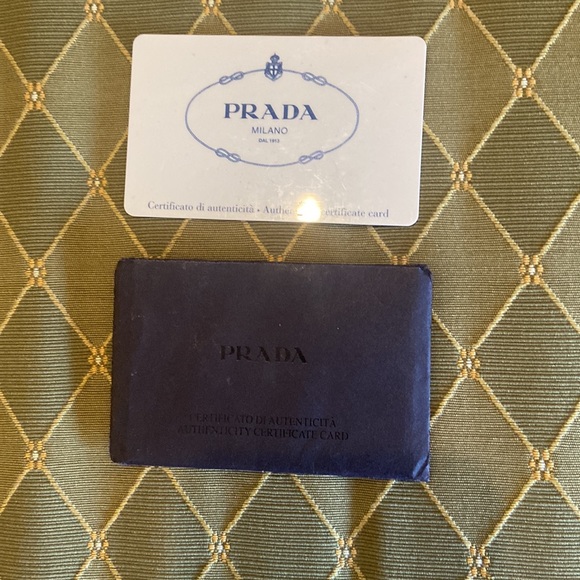 PRADA
MILANO
DAL 1913
Certificato di autenticità • certificate card
PRADA
CERTIFICATO DI AUTENTICITÀ
AUTHENTICITY CERTIFICATE CARD